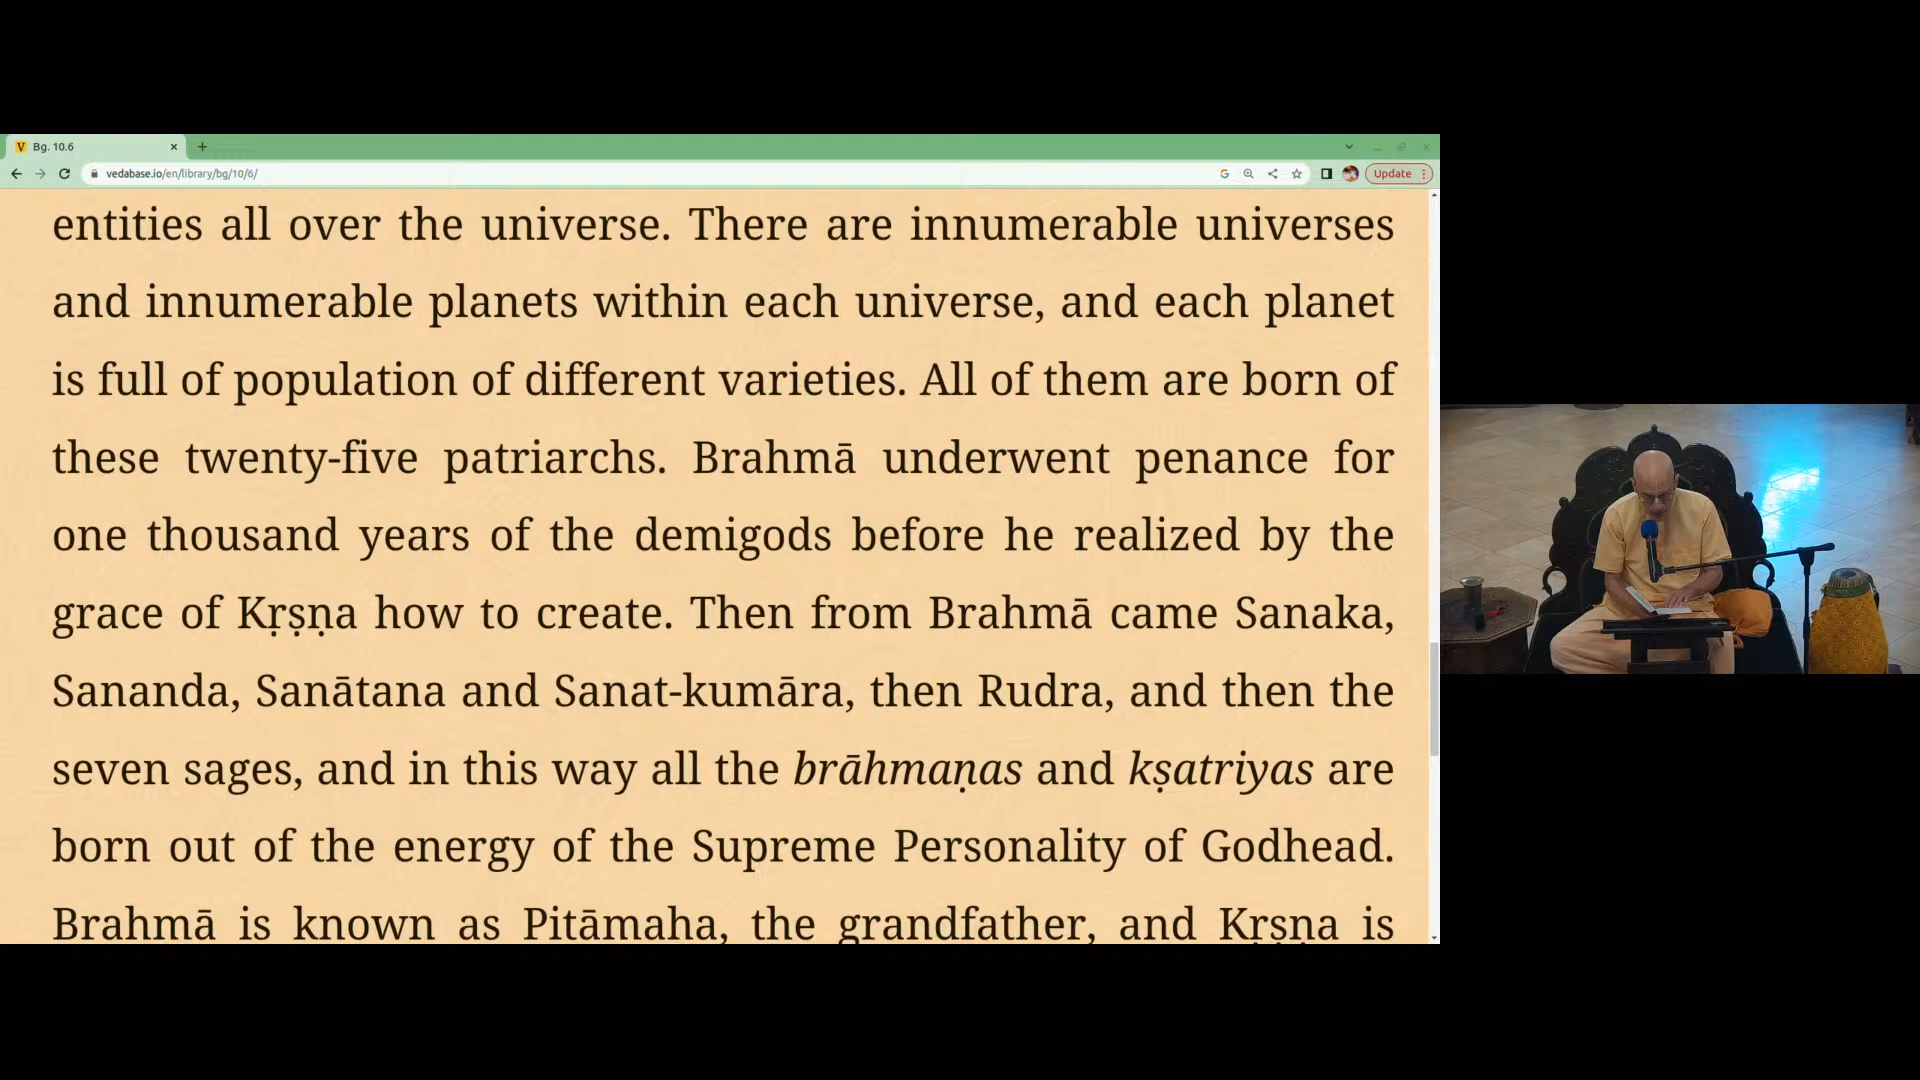 Bg. 10.6
vedabase.io/en/library/bg/10/6/
Update
entities all over the universe. There are innumerable universes
and innumerable planets within each universe, and each planet
is full of population of different varieties. All of them are born of
these twenty-five patriarchs. Brahmā underwent penance for
one thousand years of the demigods before he realized by the
grace of Kṛṣṇa how to create. Then from Brahmā came Sanaka,
Sananda, Sanātana and Sanat-kumāra, then Rudra, and then the
seven sages, and in this way all the brāhmaṇas and kṣatriyas are
born out of the energy of the Supreme Personality of Godhead.
Brahmā is known as Pitāmaha, the grandfather, and Kṛṣṇa is